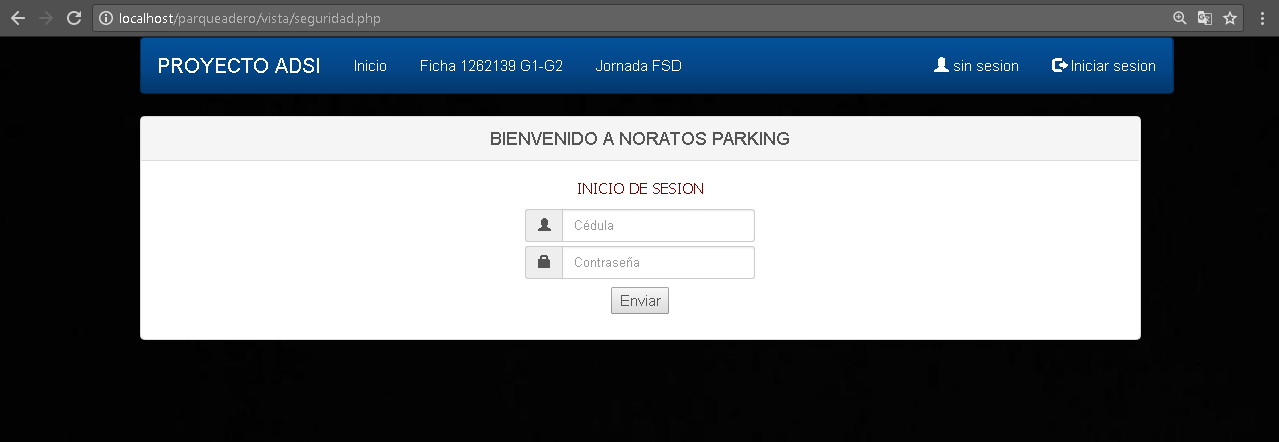 localhost/parqueadero/vista/seguridad.php
PROYECTO ADSI Inicio Ficha 1262139 G1-G2 Jornada FSD sin sesion Iniciar sesion
BIENVENIDO A NORATOS PARKING
INICIO DE SESION
Cédula
Contraseña
Enviar